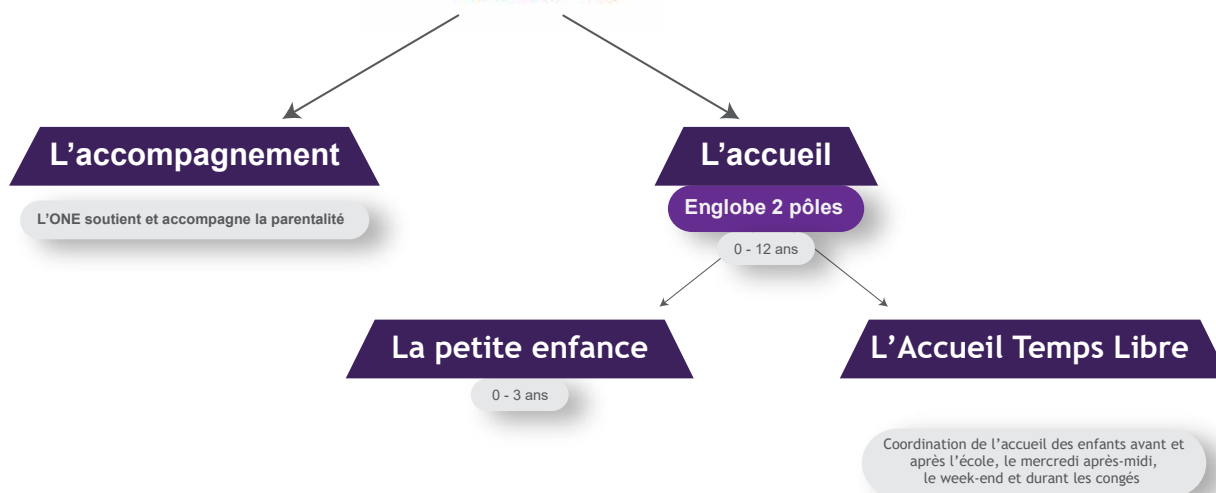 L'accompagnement
L'ONE soutient et accompagne la parentalité
L'accueil
Englobe 2 pôles
0 - 12 ans
La petite enfance
0 - 3 ans
L’Accueil Temps Libre
Coordination de l’accueil des enfants avant et
après l’école, le mercredi après-midi,
le week-end et durant les congés